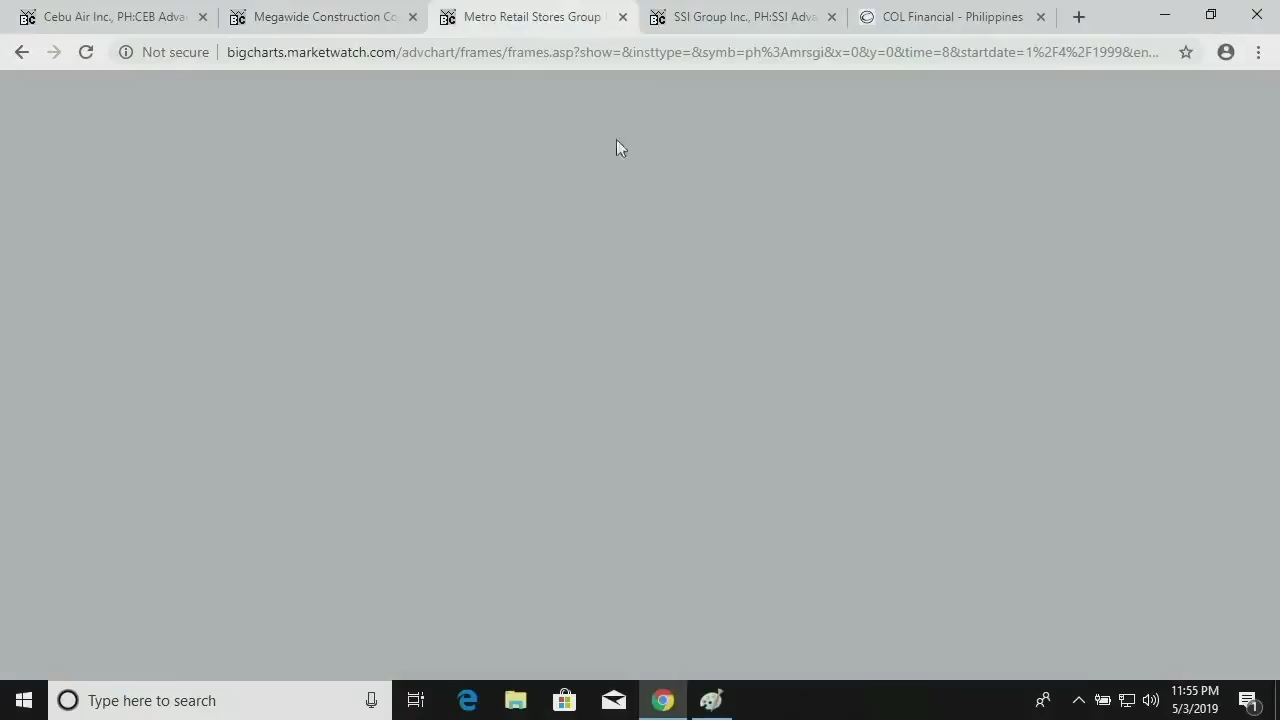 Cebu Air Inc., PH:CEB Adva
Megawide Construction Co
Metro Retail Stores Group
SSI Group Inc., PH:SSI Adva
COL Financial - Philippines
Not secure
bigcharts.marketwatch.com/advchart/frames/frames.asp?show=&insttype=&symb=ph%3Amrsgi&x=0&y=0&time=8&startdate=1%2F4%2F1999&en...
Type here to search
11:55 PM
5/3/2019
1